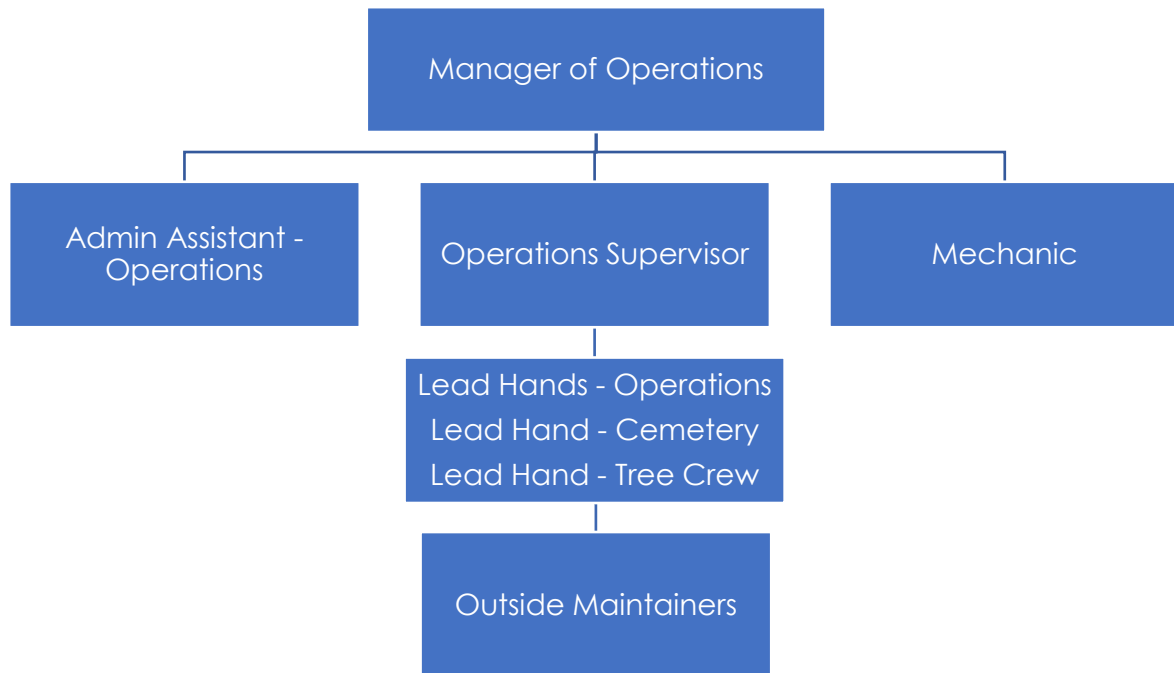 Manager of Operations
Admin Assistant -
Operations
Operations Supervisor
Mechanic
Lead Hands - Operations
Lead Hand - Cemetery
Lead Hand - Tree Crew
Outside Maintainers